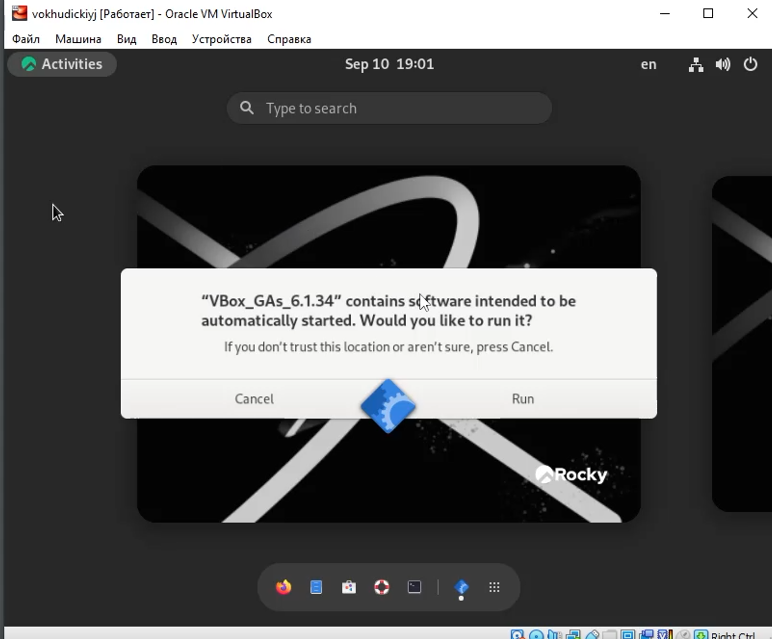 vokhudickiyj [Работает] - Oracle VM VirtualBox
Файл Машина Вид Ввод Устройства Справка
Activities Sep 10 19:01 en
Type to search
“VBox_GAs_6.1.34” contains software intended to be
automatically started. Would you like to run it?
If you don’t trust this location or aren’t sure, press Cancel.
Cancel Run
Rocky
Right Ctrl